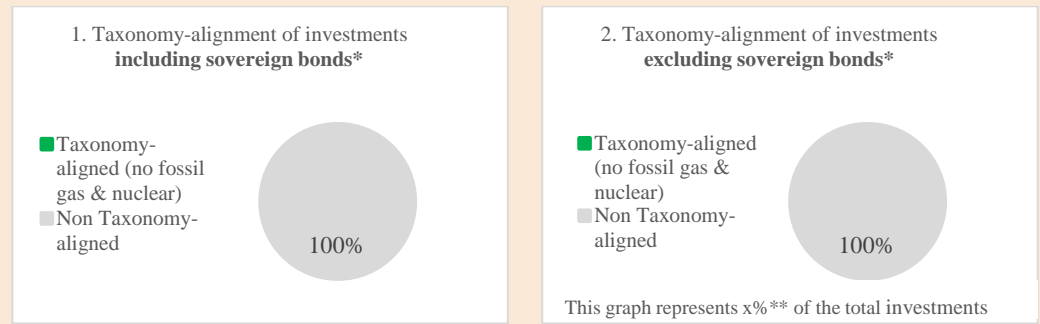 1. Taxonomy-alignment of investments
including sovereign bonds*
Taxonomy-
aligned (no fossil
gas & nuclear)
Non Taxonomy-
aligned
100%
2. Taxonomy-alignment of investments
excluding sovereign bonds*
Taxonomy-aligned
(no fossil gas &
nuclear)
Non Taxonomy-
aligned
100%
This graph represents x%** of the total investments